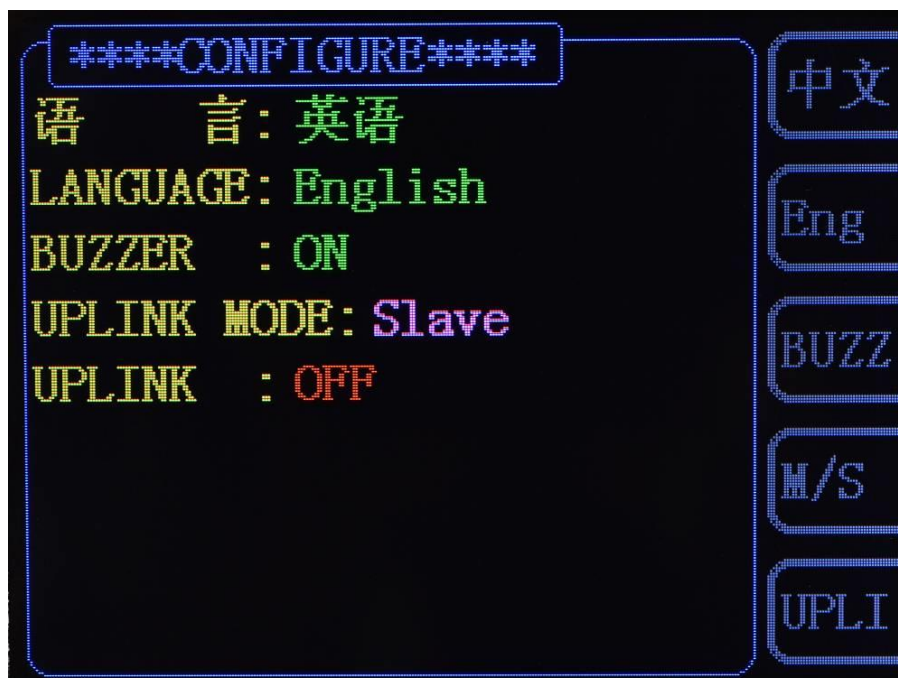 ****CONFIGURE****
语 言: 英语
LANGUAGE: English
BUZZER : ON
UPLINK MODE: Slave
UPLINK : OFF
中文
Eng
BUZZ
M/S
UPLI